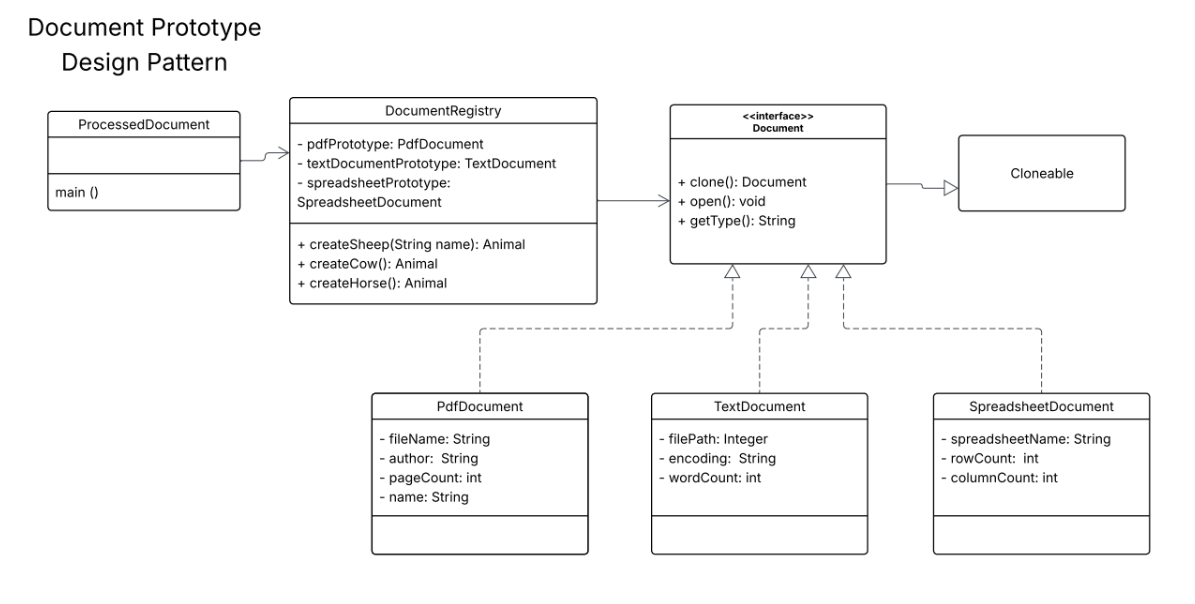 Document Prototype
Design Pattern
ProcessedDocument
main ()
DocumentRegistry
- pdfPrototype: PdfDocument
- textDocumentPrototype: TextDocument
- spreadsheetPrototype:
SpreadsheetDocument
+ createSheep(String name): Animal
+ createCow(): Animal
+ createHorse(): Animal
<<interface>>
Document
+ clone(): Document
+ open(): void
+ getType(): String
Cloneable
PdfDocument
- fileName: String
- author:  String
- pageCount: int
- name: String
TextDocument
- filePath: Integer
- encoding:  String
- wordCount: int
SpreadsheetDocument
- spreadsheetName: String
- rowCount:  int
- columnCount: int